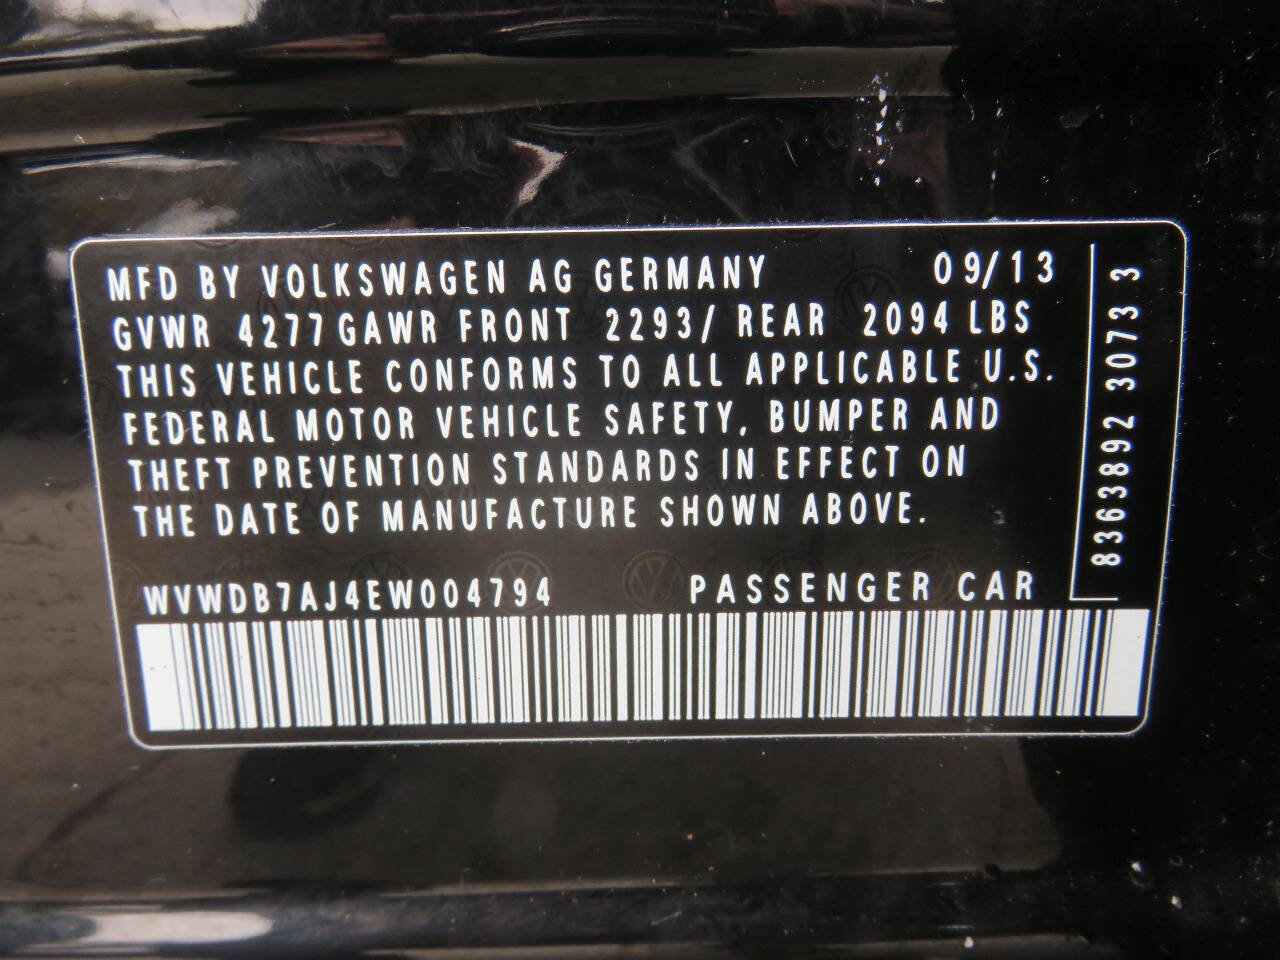 MFD BY VOLKSWAGEN AG GERMANY 09/13
GVWR 4277 GAWR FRONT 2293/ REAR 2094 LBS
THIS VEHICLE CONFORMS TO ALL APPLICABLE U.S.
FEDERAL MOTOR VEHICLE SAFETY, BUMPER AND
THEFT PREVENTION STANDARDS IN EFFECT ON
THE DATE OF MANUFACTURE SHOWN ABOVE.
WVWDB7AJ4EW004794 PASSENGER CAR
8363892 3073 3